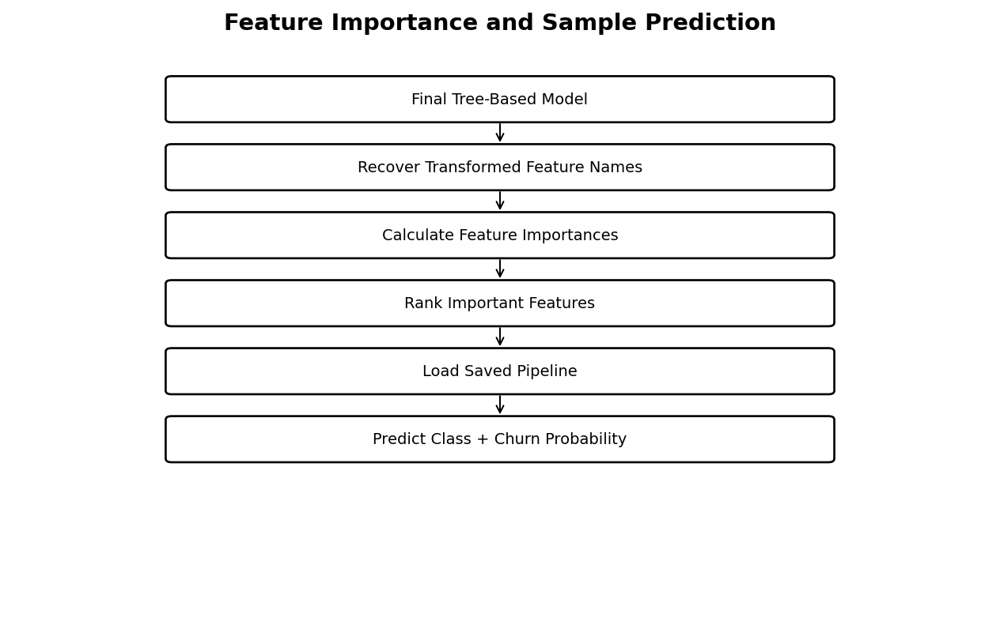 Feature Importance and Sample Prediction
Final Tree-Based Model
Recover Transformed Feature Names
Calculate Feature Importances
Rank Important Features
Load Saved Pipeline
Predict Class + Churn Probability